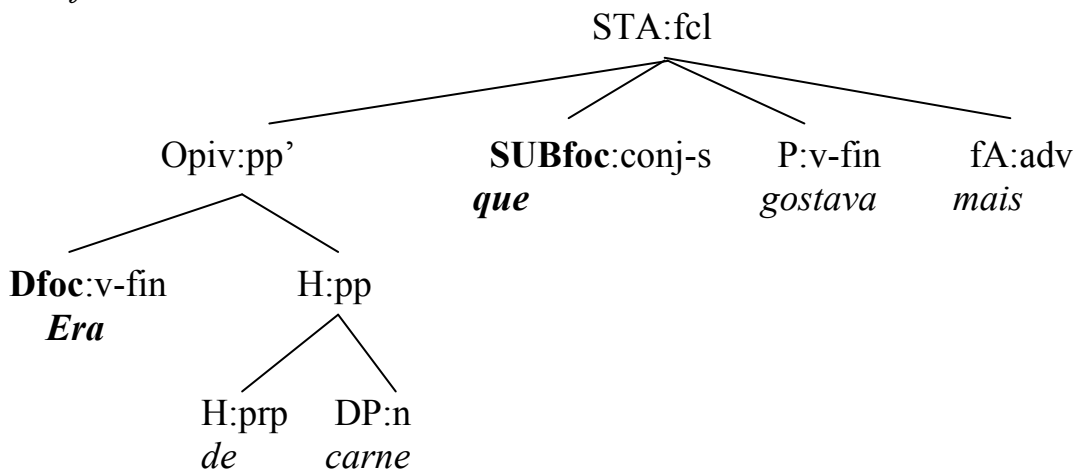 STA:fcl
Opiv:pp’ SUBfoc:conj-s P:v-fin fA:adv
que gostava mais
Dfoc:v-fin H:pp
Era
H:prp DP:n
de carne